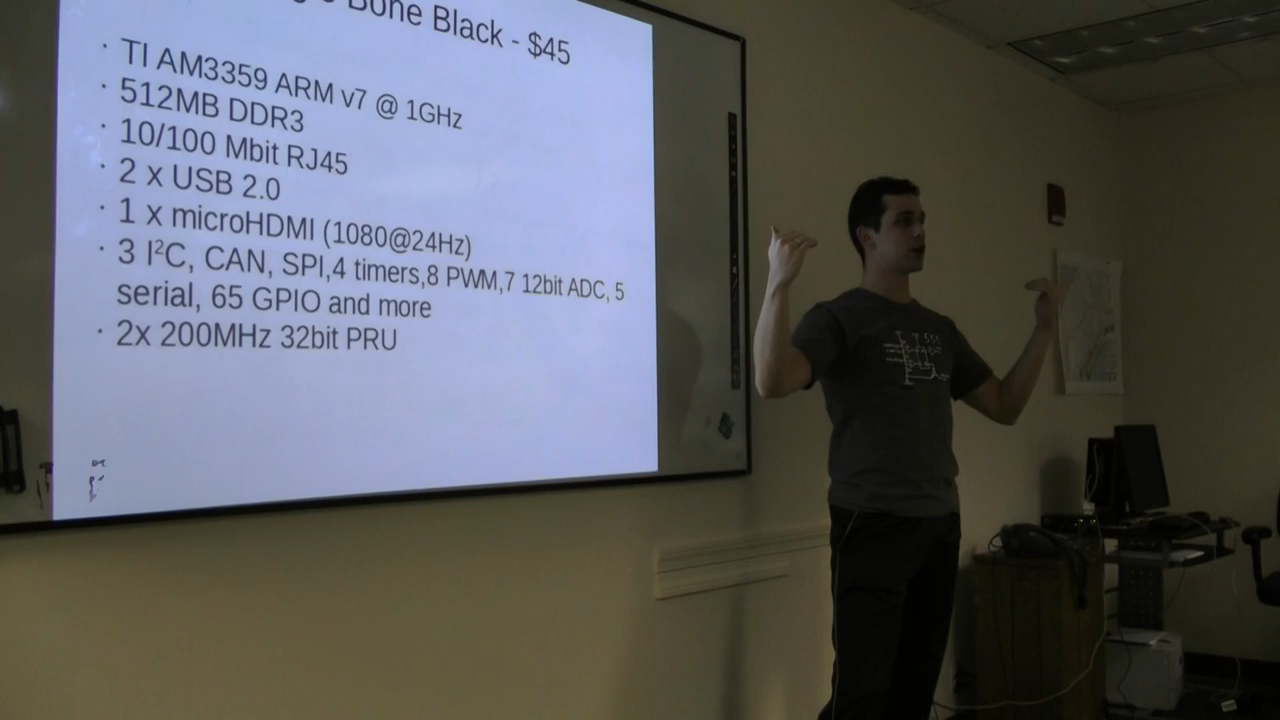 Bone Black - $45
· TI AM3359 ARM v7 @ 1GHz
· 512MB DDR3
· 10/100 Mbit RJ45
· 2 x USB 2.0
· 1 x microHDMI (1080@24Hz)
· 3 I²C, CAN, SPI,4 timers,8 PWM,7 12bit ADC, 5
serial, 65 GPIO and more
· 2x 200MHz 32bit PRU